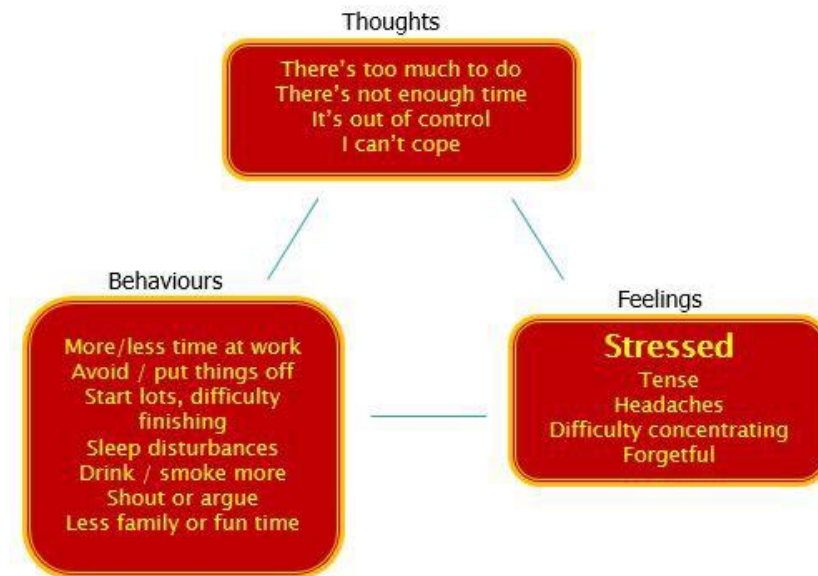 Thoughts
There's too much to do
There's not enough time
It's out of control
I can't cope
Behaviours
More/less time at work
Avoid / put things off
Start lots, difficulty
finishing
Sleep disturbances
Drink / smoke more
Shout or argue
Less family or fun time
Feelings
Stressed
Tense
Headaches
Difficulty concentrating
Forgetful